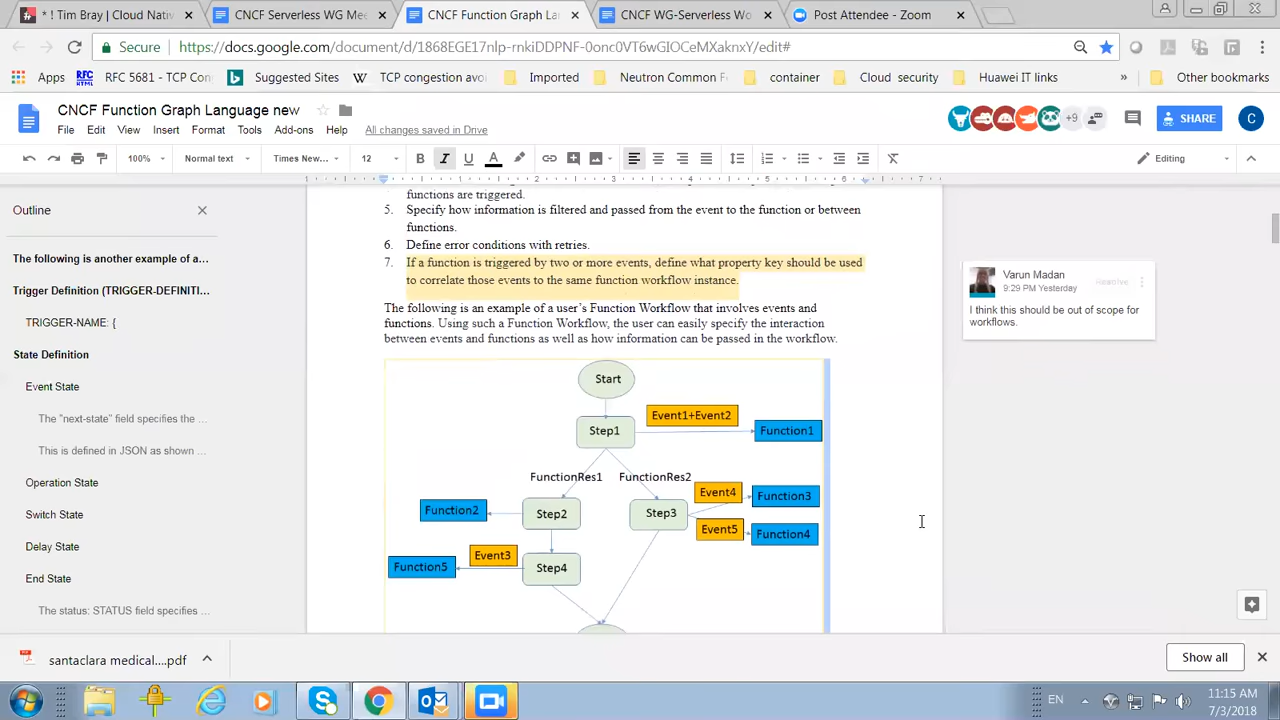 * ! Tim Bray | Cloud Nati
CNCF Serverless WG Mee
CNCF Function Graph Lan
CNCF WG-Serverless Wo
Post Attendee - Zoom
Secure
https://docs.google.com/document/d/1868EGE17nlp-rnkiDDPNF-0onc0VT6wGIOCeMXaknxY/edit#
Apps
RFC 5681 - TCP Con
Suggested Sites
TCP congestion avoi
Imported
Neutron Common r
container
Cloud security
Huawei IT links
»
Other bookmarks
CNCF Function Graph Language new
File Edit View Insert Format Tools Add-ons Help All changes saved in Drive
+9
SHARE
C
100% Normal text Times New... 12 B I U A Editing
1 1 2 3 4 5 6 7
Outline
The following is another example of a...
Trigger Definition (TRIGGER-DEFINITI...
TRIGGER-NAME: {
State Definition
Event State
The "next-state" field specifies the ...
This is defined in JSON as shown ...
Operation State
Switch State
Delay State
End State
The status: STATUS field specifies ...
functions are triggered.
5. Specify how information is filtered and passed from the event to the function or between
functions.
6. Define error conditions with retries.
7. If a function is triggered by two or more events, define what property key should be used
to correlate those events to the same function workflow instance.
The following is an example of a user's Function Workflow that involves events and
functions. Using such a Function Workflow, the user can easily specify the interaction
between events and functions as well as how information can be passed in the workflow.
Start
Event1+Event2
Step1
Function1
FunctionRes1
FunctionRes2
Event4
Function3
Function2
Step2
Step3
Event5
Function4
Event3
Function5
Step4
Varun Madan
9:29 PM Yesterday
I think this should be out of scope for
workflows.
santaclara medical....pdf
Show all
EN
11:15 AM
7/3/2018